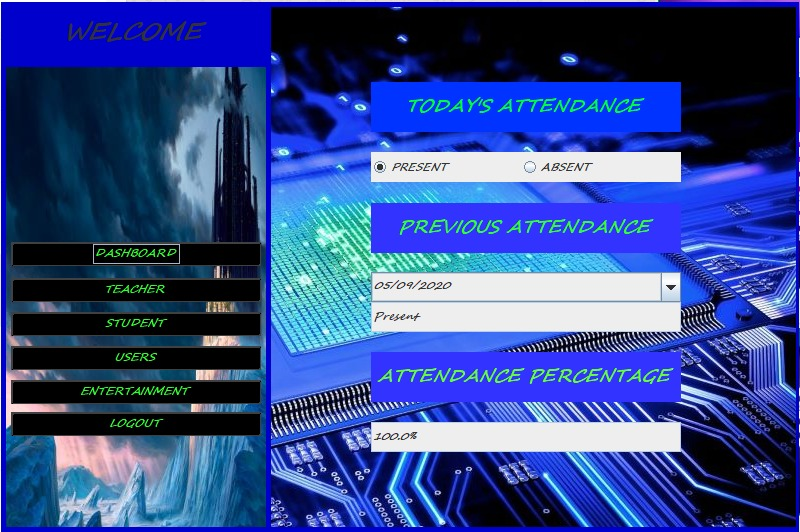 WELCOME
DASHBOARD
TEACHER
STUDENT
USERS
ENTERTAINMENT
LOGOUT
TODAY'S ATTENDANCE
PRESENT ABSENT
PREVIOUS ATTENDANCE
05/09/2020
Present
ATTENDANCE PERCENTAGE
100.0%